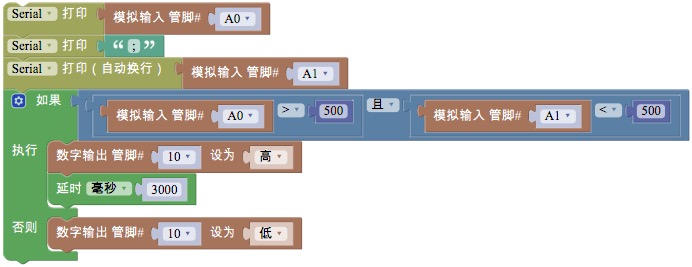 Serial 打印 模拟输入 管脚# A0
Serial 打印 “ ; ”
Serial 打印（自动换行） 模拟输入 管脚# A1
如果 模拟输入 管脚# A0 > 500 且 模拟输入 管脚# A1 < 500
执行 数字输出 管脚# 10 设为 高
延时 毫秒 3000
否则 数字输出 管脚# 10 设为 低